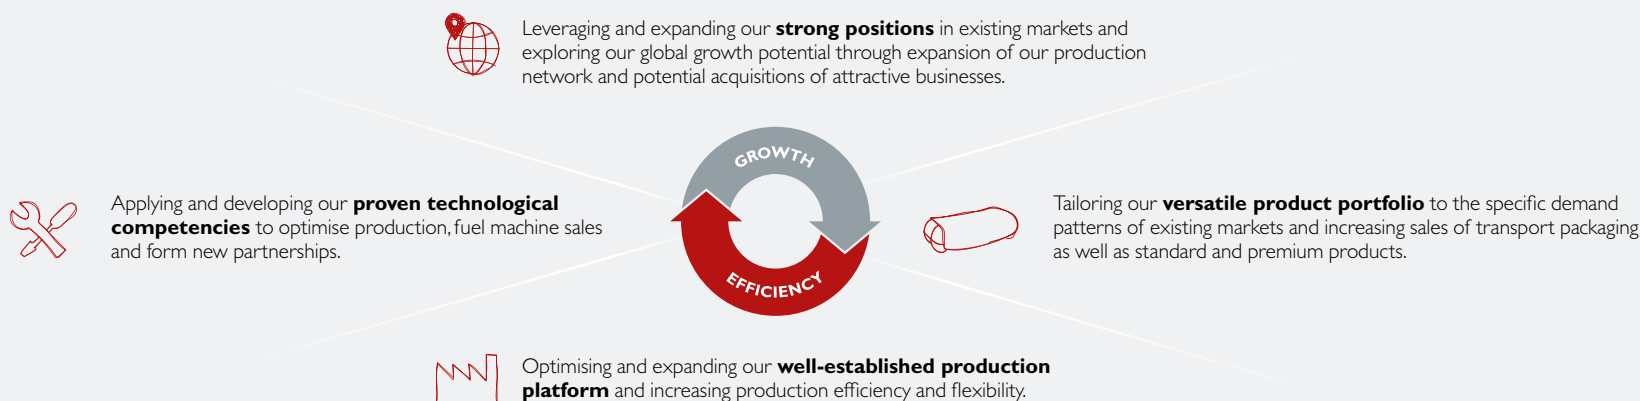 Leveraging and expanding our strong positions in existing markets and
exploring our global growth potential through expansion of our production
network and potential acquisitions of attractive businesses.
GROWTH
Applying and developing our proven technological
competencies to optimise production, fuel machine sales
and form new partnerships.
Tailoring our versatile product portfolio to the specific demand
patterns of existing markets and increasing sales of transport packaging
as well as standard and premium products.
EFFICIENCY
Optimising and expanding our well-established production
platform and increasing production efficiency and flexibility.